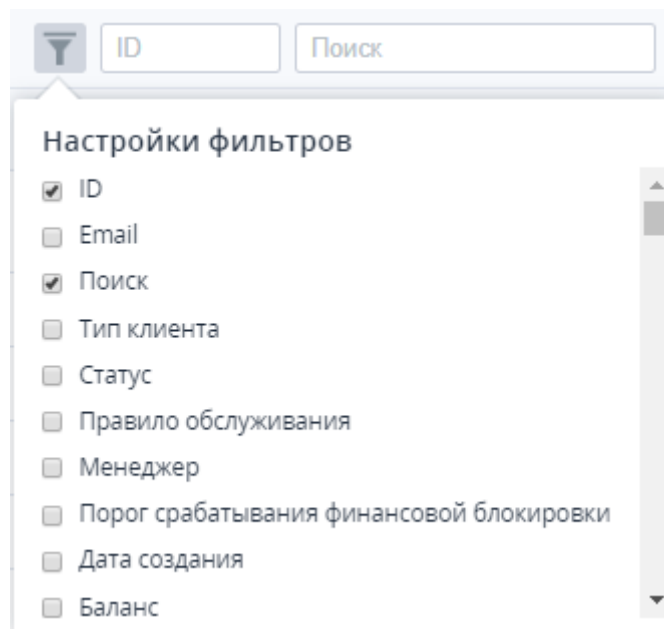 ID Поиск
Настройки фильтров
ID
Email
Поиск
Тип клиента
Статус
Правило обслуживания
Менеджер
Порог срабатывания финансовой блокировки
Дата создания
Баланс